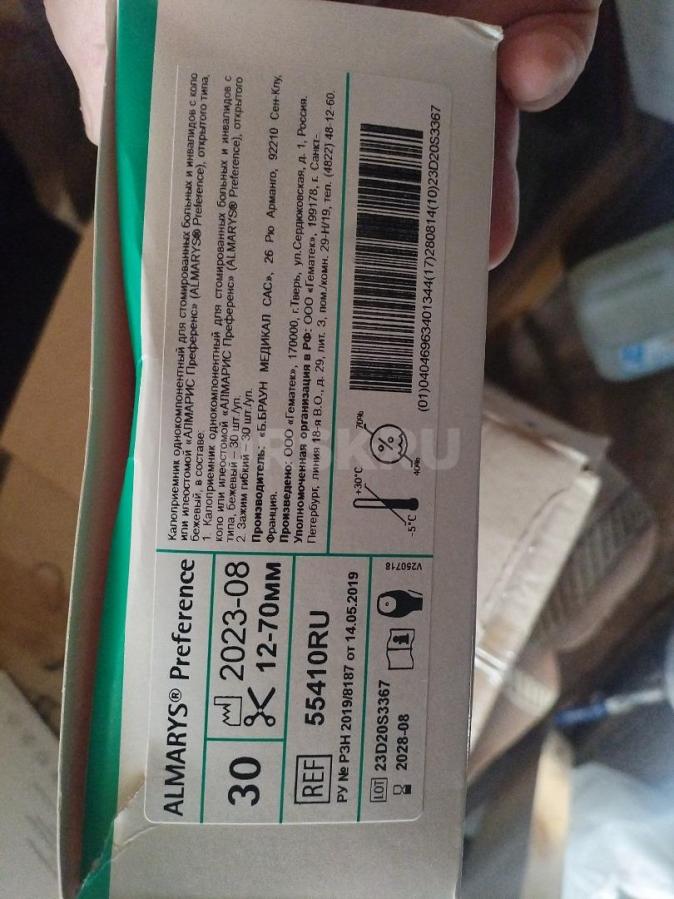 ALMARYS® Preference
30
2023-08
12-70мм
REF 55410RU
РУ № РЗН 2019/8187 от 14.05.2019
LOT 23D20S3367
2028-08
V250718
Калоприемник однокомпонентный для стомированных больных и инвалидов с коло
или илеостомой «АЛМАРИС Преференс» (ALMARYS® Preference), открытого типа,
бежевый, в составе:
1. Калоприемник однокомпонентный для стомированных больных и инвалидов с
коло или илеостомой «АЛМАРИС Преференс» (ALMARYS® Preference), открытого
типа, бежевый – 30 шт./уп.
2. Зажим гибкий – 30 шт./уп.
Производитель: «Б.БРАУН МЕДИКАЛ САС», 26 Рю Арманго, 92210 Сен-Клу,
Франция.
Произведено: ООО «Гематек», 170000, г.Тверь, ул.Сердюковская, д. 1, Россия.
Уполномоченная организация в РФ: ООО «Гематек», 199178, г. Санкт-
Петербург, линия 18-я В.О., д. 29, лит. З, пом./комн. 29-Н/19, тел. (4822) 48-12-60.
+30°C
-5°C
70%
40%
(01)04046963401344(17)280814(10)23D20S3367